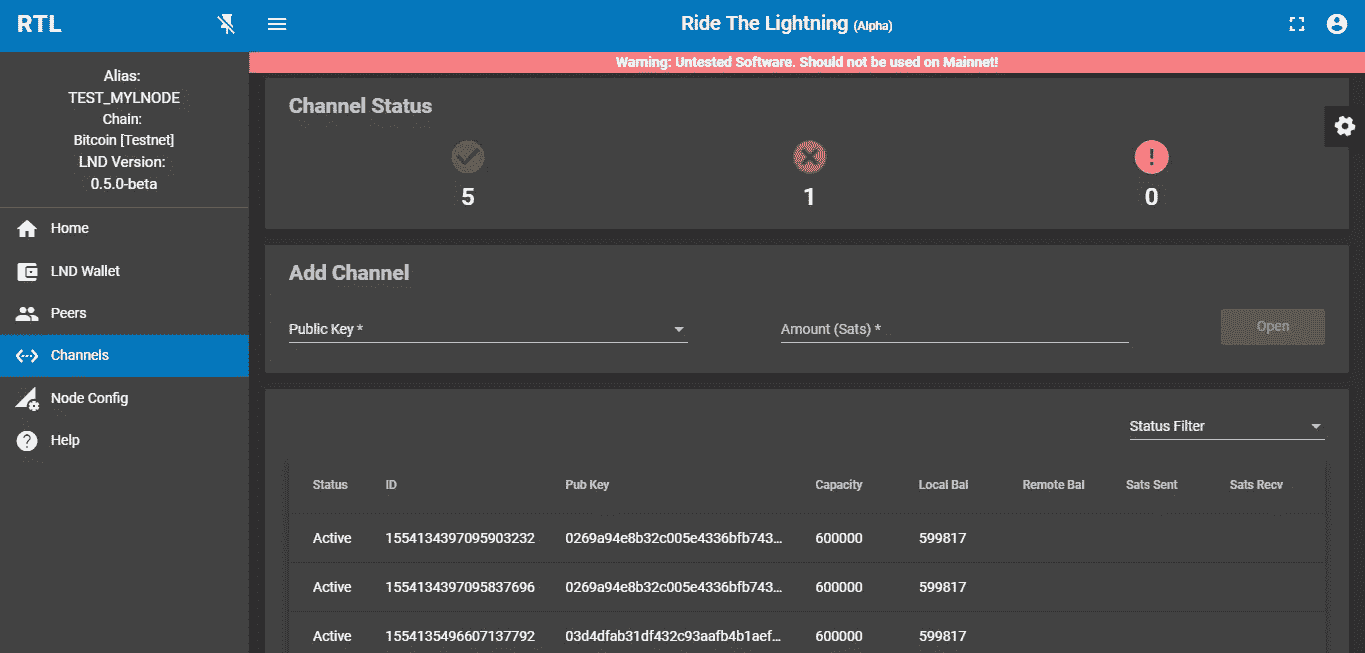 RTL
Ride The Lightning (Alpha)
Warning: Untested Software. Should not be used on Mainnet!
Alias:
TEST_MYLNODE
Chain:
Bitcoin [Testnet]
LND Version:
0.5.0-beta
Home
LND Wallet
Peers
Channels
Node Config
Help
Channel Status
5 1 0
Add Channel
Public Key * Amount (Sats) * Open
Status Filter
Status ID Pub Key Capacity Local Bal Remote Bal Sats Sent Sats Recv
Active 1554134397095903232 0269a94e8b32c005e4336bfb743... 600000 599817
Active 1554134397095837696 0269a94e8b32c005e4336bfb743... 600000 599817
Active 1554135496607137792 03d4dfab31df432c93aafb4b1aef... 600000 599817